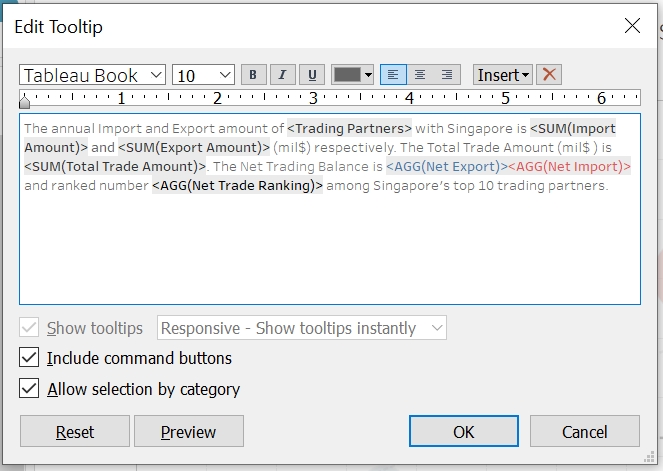 Edit Tooltip
Tableau Book 10 B I U Insert
1 2 3 4 5 6
The annual Import and Export amount of <Trading Partners> with Singapore is <SUM(Import
Amount)> and <SUM(Export Amount)> (mil$) respectively. The Total Trade Amount (mil$ ) is
<SUM(Total Trade Amount)>. The Net Trading Balance is <AGG(Net Export)><AGG(Net Import)>
and ranked number <AGG(Net Trade Ranking)> among Singapore's top 10 trading partners.
Show tooltips Responsive - Show tooltips instantly
Include command buttons
Allow selection by category
Reset Preview OK Cancel